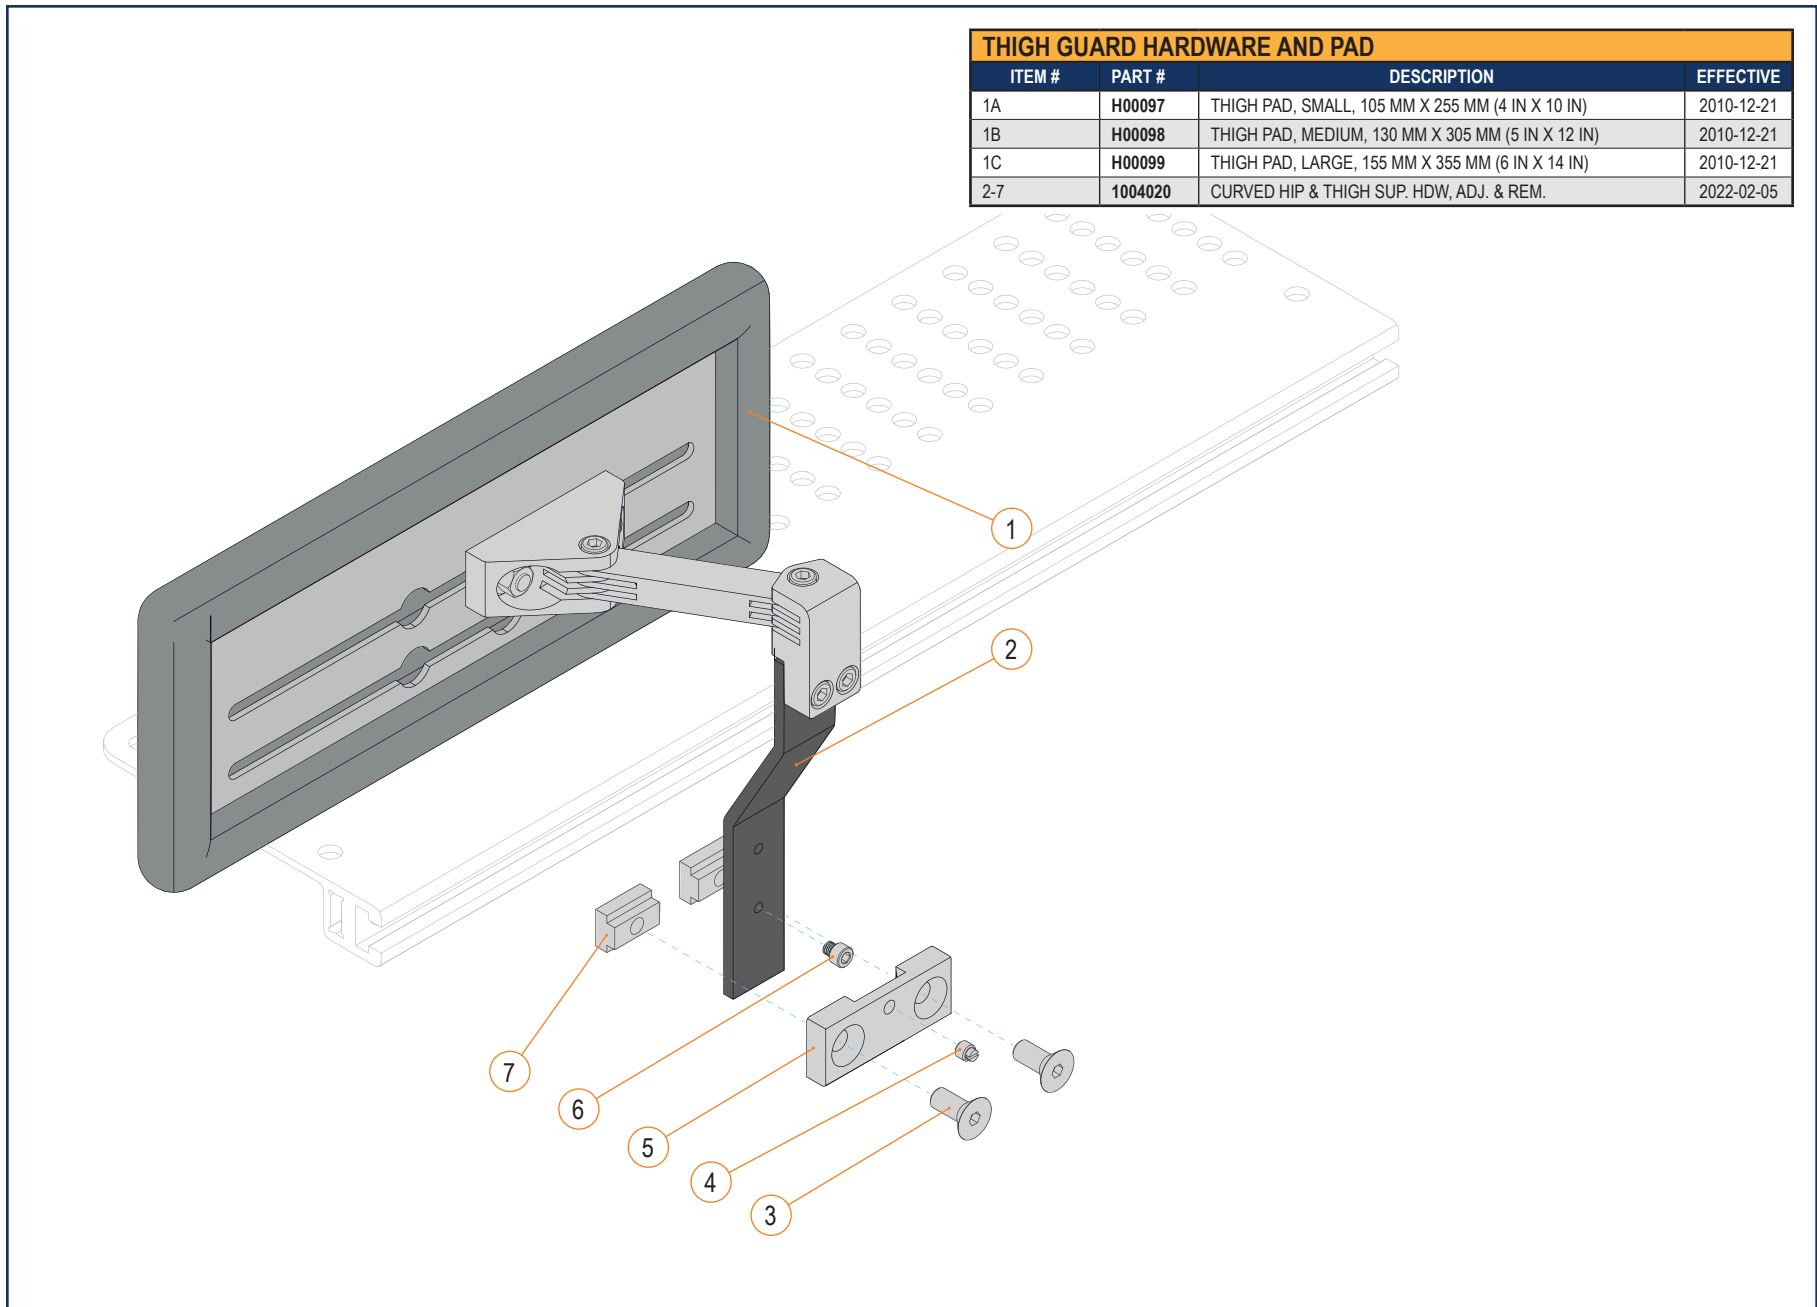 THIGH GUARD HARDWARE AND PAD
ITEM # PART # DESCRIPTION EFFECTIVE
1A H00097 THIGH PAD, SMALL, 105 MM X 255 MM (4 IN X 10 IN) 2010-12-21
1B H00098 THIGH PAD, MEDIUM, 130 MM X 305 MM (5 IN X 12 IN) 2010-12-21
1C H00099 THIGH PAD, LARGE, 155 MM X 355 MM (6 IN X 14 IN) 2010-12-21
2-7 1004020 CURVED HIP & THIGH SUP. HDW, ADJ. & REM. 2022-02-05
1
2
7
6
5
4
3